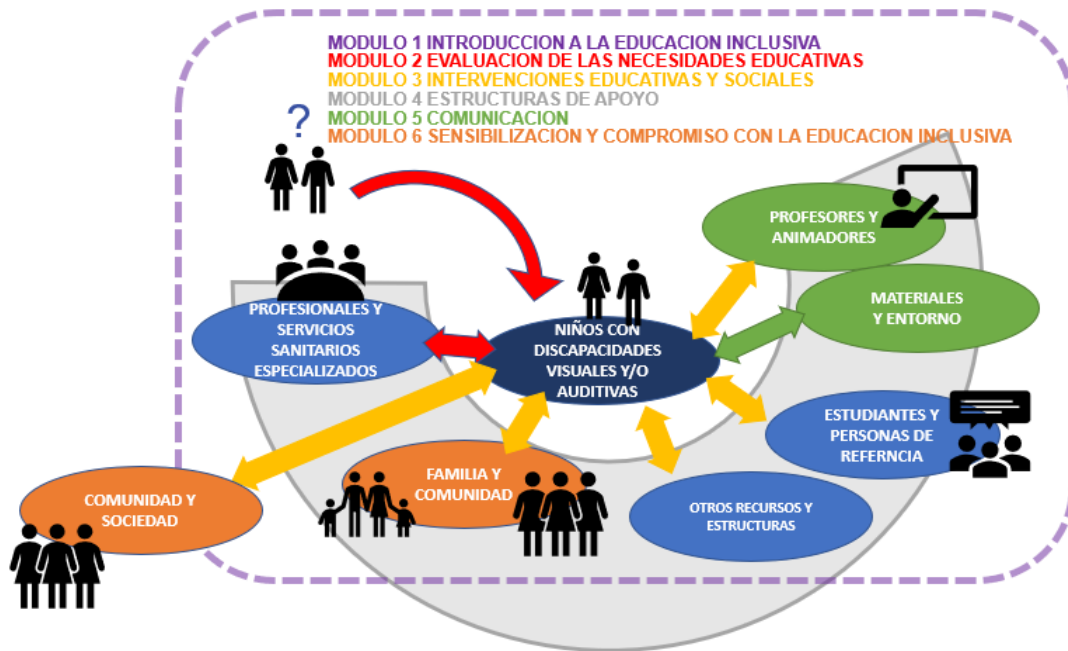 MODULO 1 INTRODUCCION A LA EDUCACION INCLUSIVA
MODULO 2 EVALUACION DE LAS NECESIDADES EDUCATIVAS
MODULO 3 INTERVENCIONES EDUCATIVAS Y SOCIALES
MODULO 4 ESTRUCTURAS DE APOYO
MODULO 5 COMUNICACION
MODULO 6 SENSIBILIZACION Y COMPROMISO CON LA EDUCACION INCLUSIVA
?
PROFESORES Y
ANIMADORES
MATERIALES
Y ENTORNO
PROFESIONALES Y
SERVICIOS
SANITARIOS
ESPECIALIZADOS
NIÑOS CON
DISCAPACIDADES
VISUALES Y/O
AUDITIVAS
ESTUDIANTES Y
PERSONAS DE
REFERNCIA
FAMILIA Y
COMUNIDAD
COMUNIDAD Y
SOCIEDAD
OTROS RECURSOS Y
ESTRUCTURAS